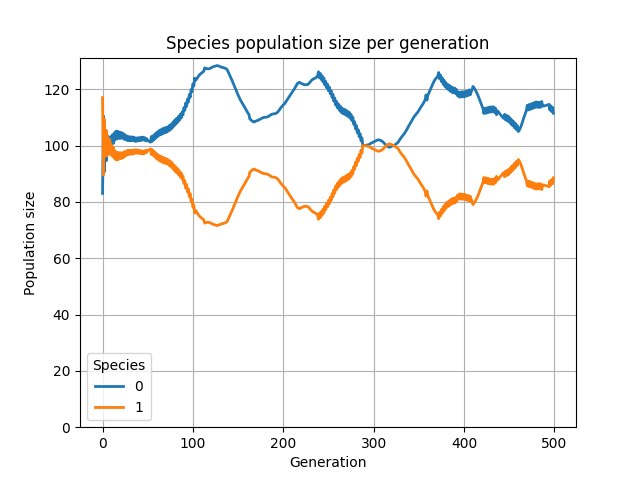 Species population size per generation
Population size
120
100
80
60
40
20
0
Species
0
1
0 100 200 300 400 500
Generation